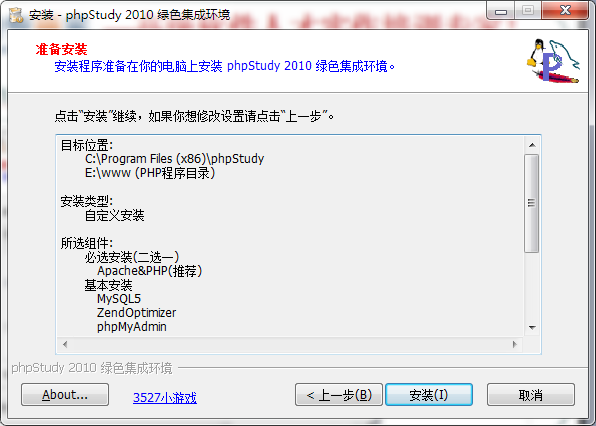 安装 - phpStudy 2010 绿色集成环境
准备安装
安装程序准备在你的电脑上安装 phpStudy 2010 绿色集成环境。
点击“安装”继续，如果你想修改设置请点击“上一步”。
目标位置:
C:\Program Files (x86)\phpStudy
E:\www (PHP程序目录)
安装类型:
自定义安装
所选组件:
必选安装(二选一)
Apache&PHP(推荐)
基本安装
MySQL5
ZendOptimizer
phpMyAdmin
phpStudy 2010 绿色集成环境
About...
3527小游戏
< 上一步(B)
安装(I)
取消